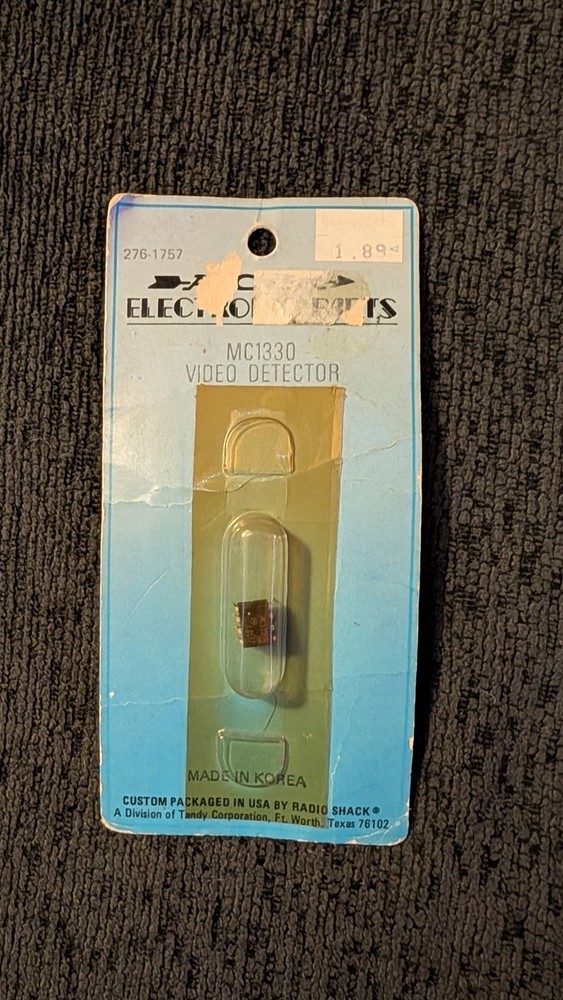 276-1757
1.89
ELECTRO
MC1330
VIDEO DETECTOR
MADE IN KOREA
CUSTOM PACKAGED IN USA BY RADIO SHACK®
A Division of Tandy Corporation, Ft. Worth, Texas 76102